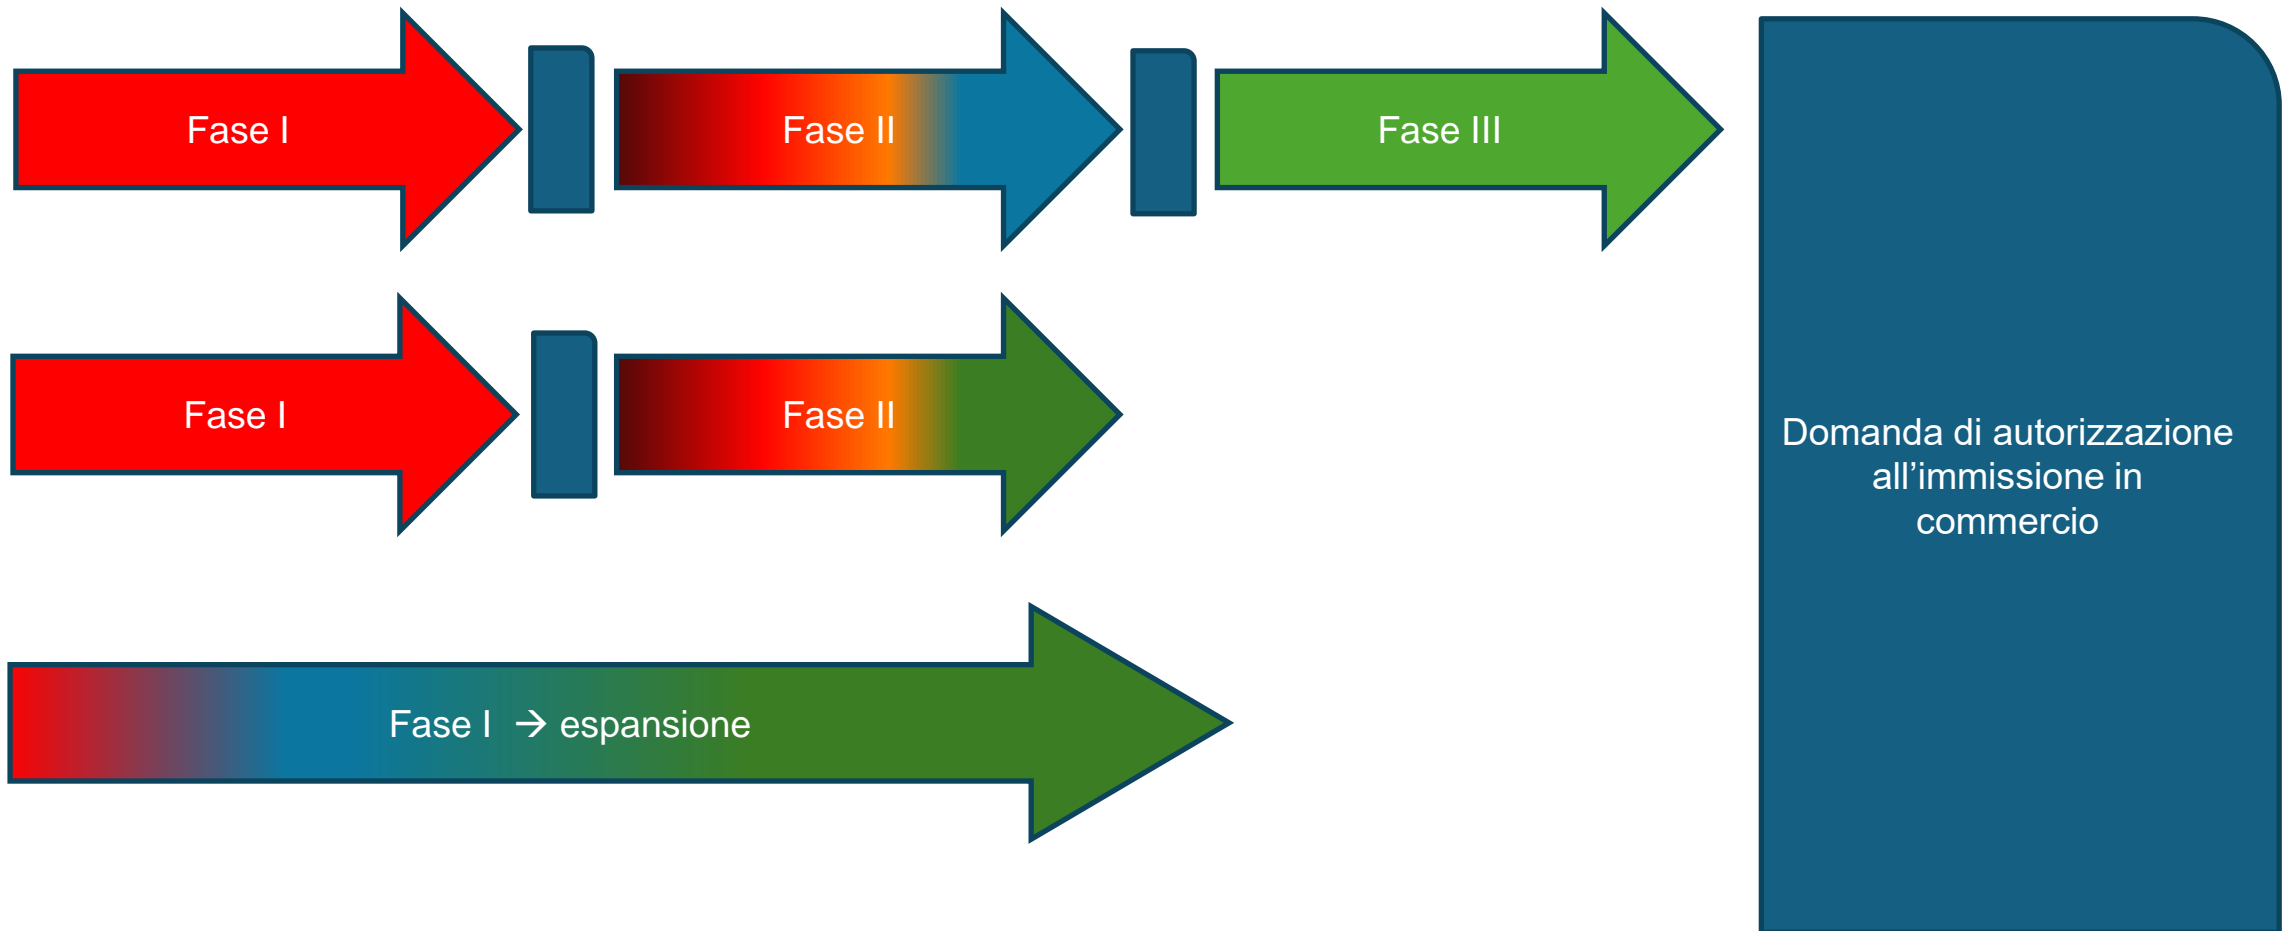 Fase I
Fase II
Fase III
Fase I
Fase II
Domanda di autorizzazione
all’immissione in
commercio
Fase I → espansione